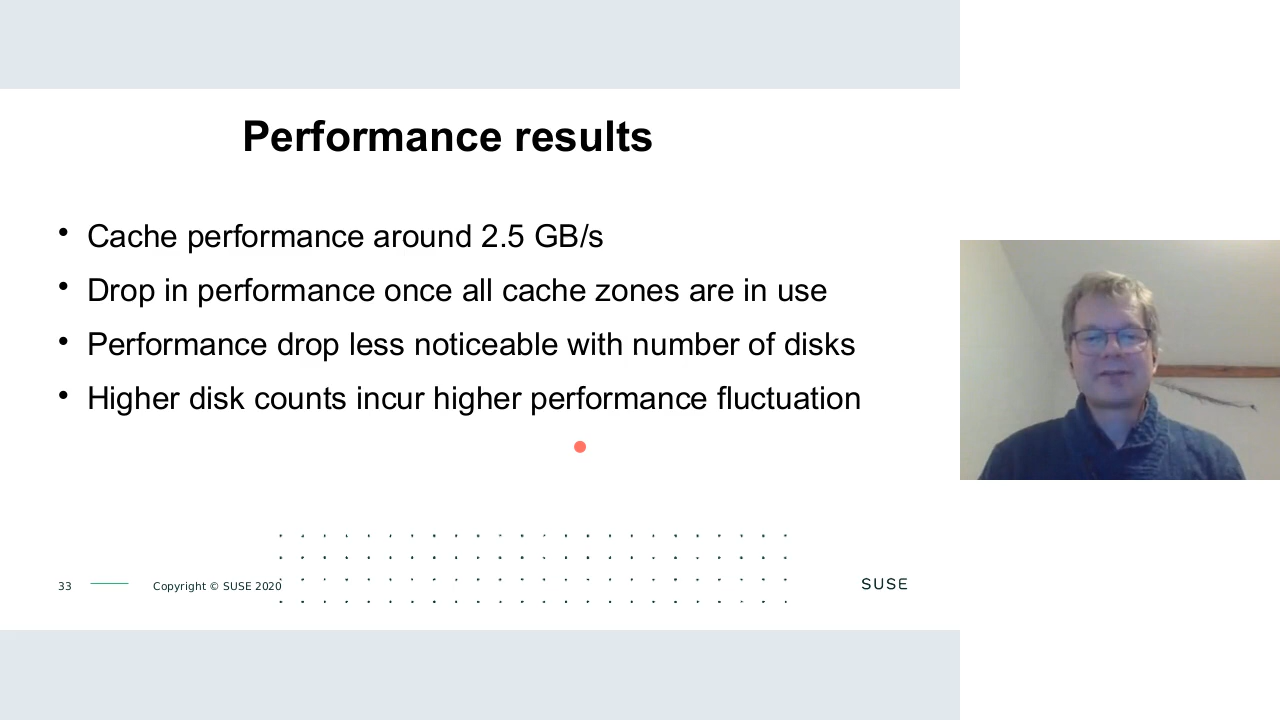 Performance results
• Cache performance around 2.5 GB/s
• Drop in performance once all cache zones are in use
• Performance drop less noticeable with number of disks
• Higher disk counts incur higher performance fluctuation
33 Copyright © SUSE 2020 SUSE